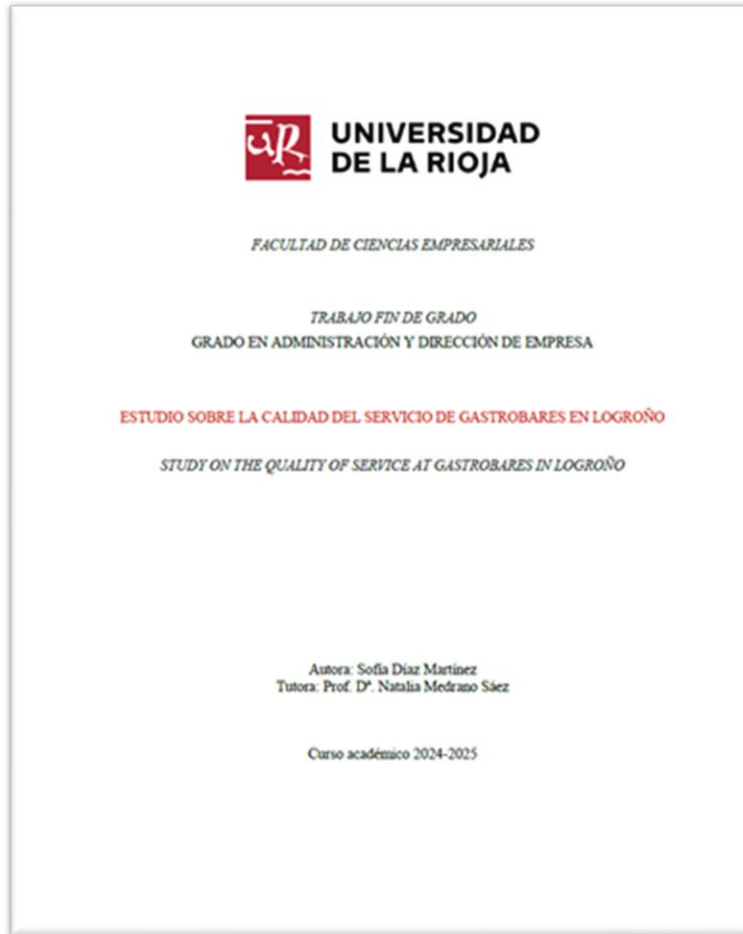 UR
UNIVERSIDAD
DE LA RIOJA
FACULTAD DE CIENCIAS EMPRESARIALES
TRABAJO FIN DE GRADO
GRADO EN ADMINISTRACIÓN Y DIRECCIÓN DE EMPRESA
ESTUDIO SOBRE LA CALIDAD DEL SERVICIO DE GASTROBARES EN LOGROÑO
STUDY ON THE QUALITY OF SERVICE AT GASTROBARES IN LOGROÑO
Autora: Sofía Díaz Martínez
Tutora: Prof. Dª. Natalia Medrano Sáez
Curso académico 2024-2025